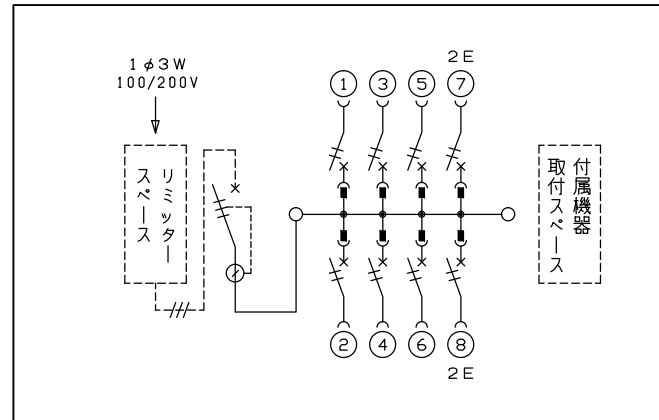 1φ3W
100/200V
リミッター
スペース
2E
① ③ ⑤ ⑦
② ④ ⑥ ⑧
2E
付属機器
取付スペース